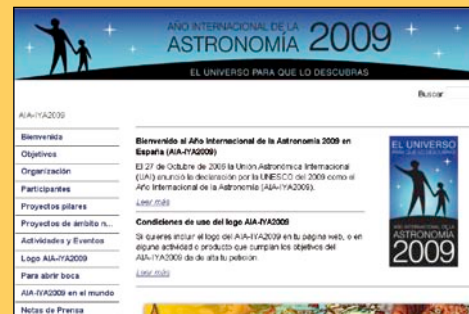 AÑO INTERNACIONAL DE LA
ASTRONOMÍA 2009
EL UNIVERSO PARA QUE LO DESCUBRAS
Buscar
AIA-IYA2009
Bienvenida
Objetivos
Organización
Participantes
Proyectos pilares
Proyectos de ámbito n...
Actividades y Eventos
Logo AIA-IYA2009
Para abrir boca
AIA-IYA2009 en el mundo
Notas de Prensa
Bienvenido al Año Internacional de la Astronomía 2009 en
España (AIA-IYA2009)
El 27 de Octubre de 2006 la Unión Astronómica Internacional
(UAI) anunció la declaración por la UNESCO del 2009 como el
Año Internacional de la Astronomía (AIA-IYA2009).
Leer más
Condiciones de uso del logo AIA-IYA2009
Si quieres incluir el logo del AIA-IYA2009 en tu página web, o en
alguna actividad o producto que cumplan los objetivos del
AIA-IYA2009 da de alta tu petición.
Leer más
EL UNIVERSO
PARA QUE LO DESCUBRAS
AÑO INTERNACIONAL DE LA
ASTRONOMÍA
2009